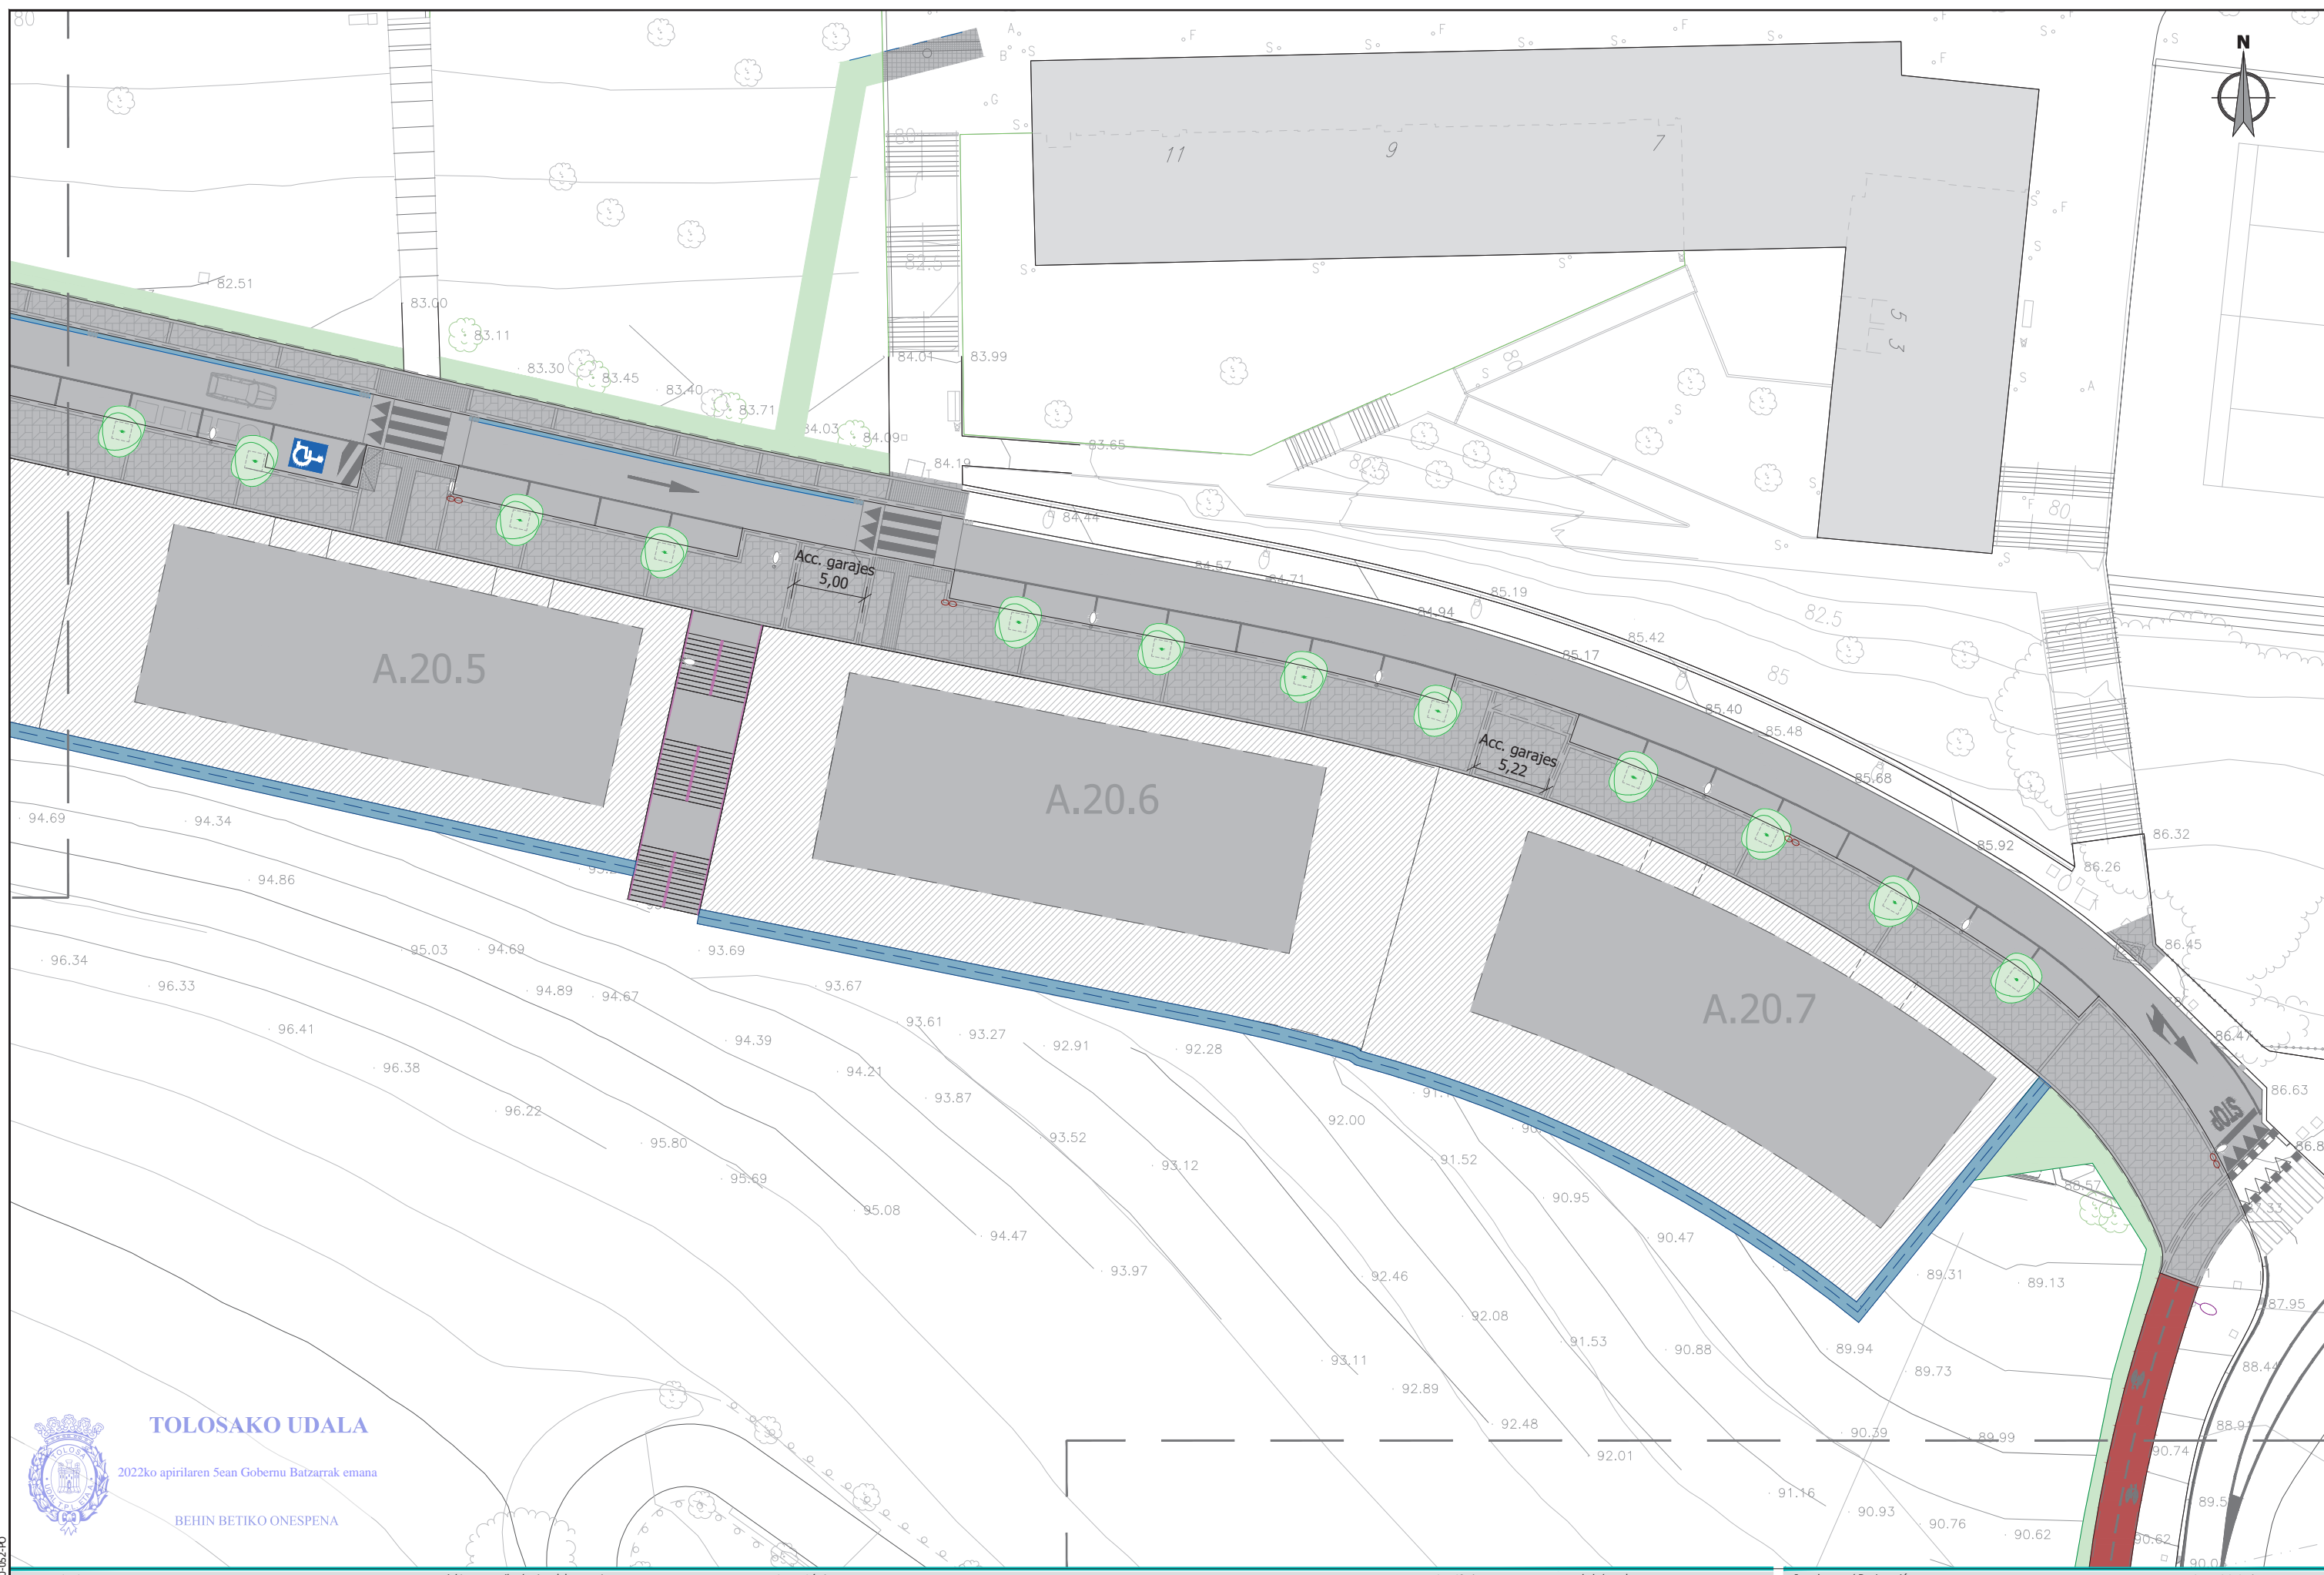 80
A
F
F
F
F
F
S
S
S
S
S
S
S
S
B
S
N
G
S
80
11
9
7
S
F
S
82.5
82.51
S
S
S
83.00
83.11
5
3
84.01
83.99
80
83.30
83.45
83.40
S
S
A
83.71
S
84.03
84.09
83.65
84.19
82.5
S
F
80
84.44
S
S
Acc. garajes
5,00
84.57
84.71
85.19
84.94
82.5
85.42
A.20.5
85.17
85
85.40
85.48
Acc. garajes
5,22
85.68
A.20.6
94.69
94.34
86.32
85.92
86.26
94.86
95.03
94.69
93.69
86.45
96.34
96.33
94.89
94.67
93.67
A.20.7
96.41
93.61
93.27
94.39
92.91
92.28
86.47
96.38
94.21
86.63
96.22
93.87
92.00
STOP
95.80
93.52
93.12
91.52
95.69
90.95
88.57
95.08
94.47
90.47
93.97
92.46
89.31
89.13
87.95
92.08
91.53
90.88
89.94
93.11
88.44
92.89
89.73
92.48
90.39
89.99
88.91
90.74
92.01
91.16
90.93
90.76
90.62
90.62
TOLOSAKO UDALA
2022ko apirilaren 5ean Gobernu Batzarrak emana
BEHIN BETIKO ONESPENA